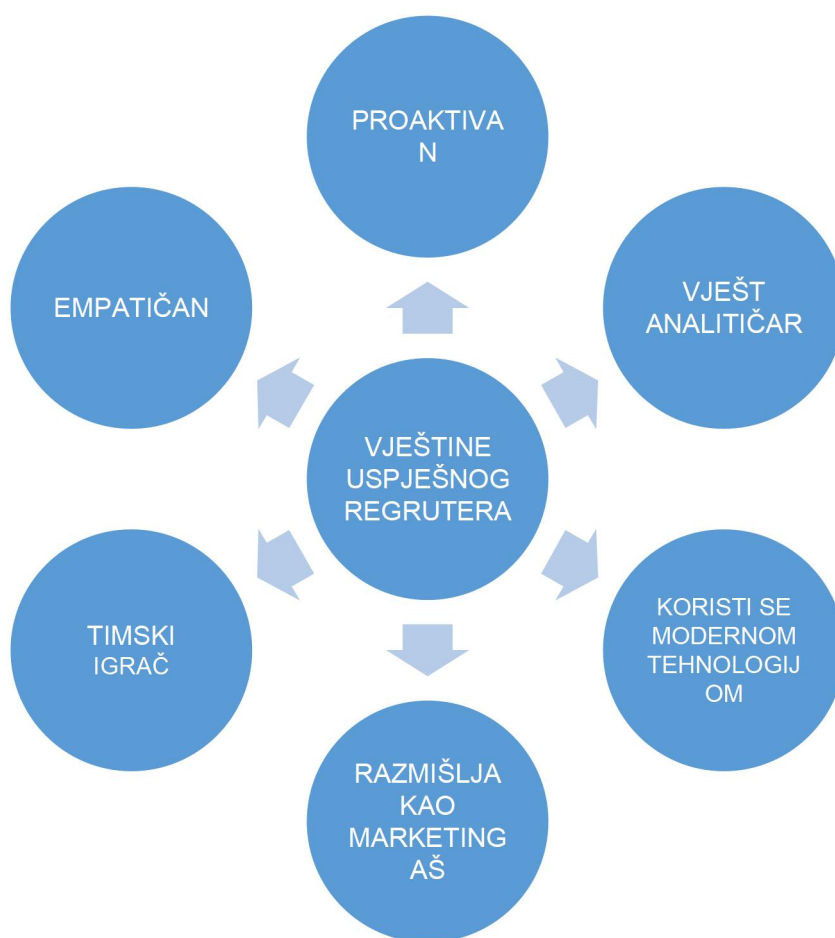 PROAKTIVA
N
EMPATIČAN
VJEŠT
ANALITIČAR
VJEŠTINE
USPJEŠNOG
REGRUTERA
TIMSKI
IGRAČ
KORISTI SE
MODERNOM
TEHNOLOGIJ
OM
RAZMIŠLJA
KAO
MARKETING
AŠ